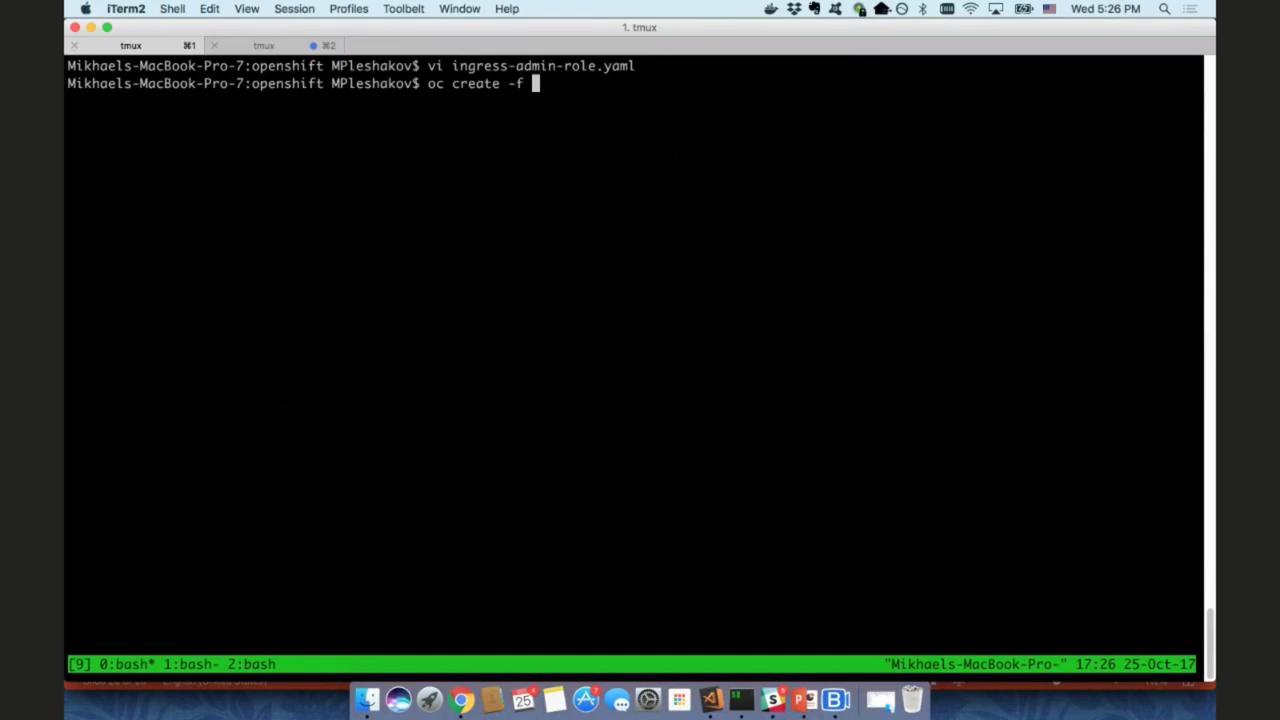 iTerm2 Shell Edit View Session Profiles Toolbelt Window Help Wed 5:26 PM
1. tmux
tmux ⌘1 tmux ⌘2
Mikhaels-MacBook-Pro-7:openshift MPleshakov$ vi ingress-admin-role.yaml
Mikhaels-MacBook-Pro-7:openshift MPleshakov$ oc create -f
[9] 0:bash* 1:bash- 2:bash "Mikhaels-MacBook-Pro-" 17:26 25-Oct-17
25